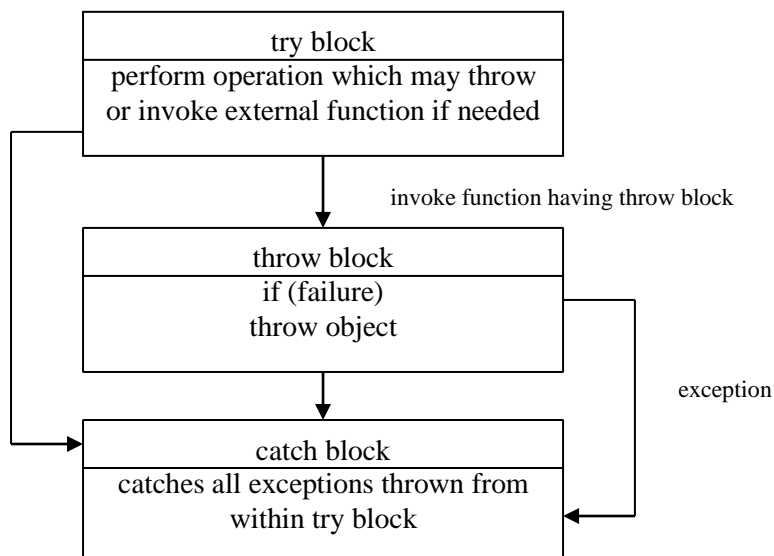 try block
perform operation which may throw
or invoke external function if needed
invoke function having throw block
throw block
if (failure)
throw object
exception
catch block
catches all exceptions thrown from
within try block